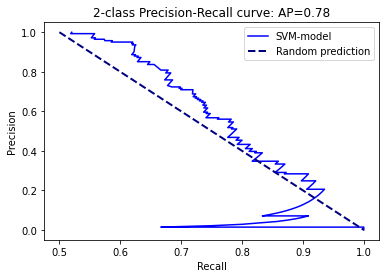 2-class Precision-Recall curve: AP=0.78
SVM-model
Random prediction
Precision
1.0
0.8
0.6
0.4
0.2
0.0
0.5 0.6 0.7 0.8 0.9 1.0
Recall